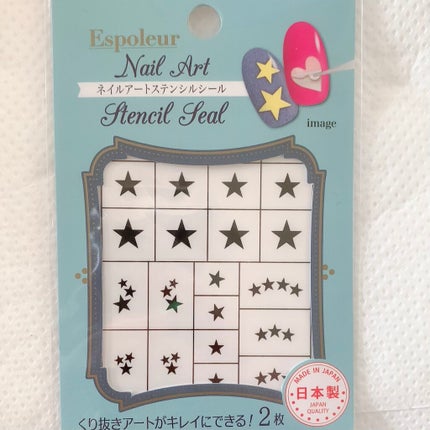 Espoleur
Nail Art
ネイルアートステンシルシール
Stencil Seal
image
MADE IN JAPAN
日本製
JAPAN
QUALITY
くり抜きアートがキレイにできる!2枚